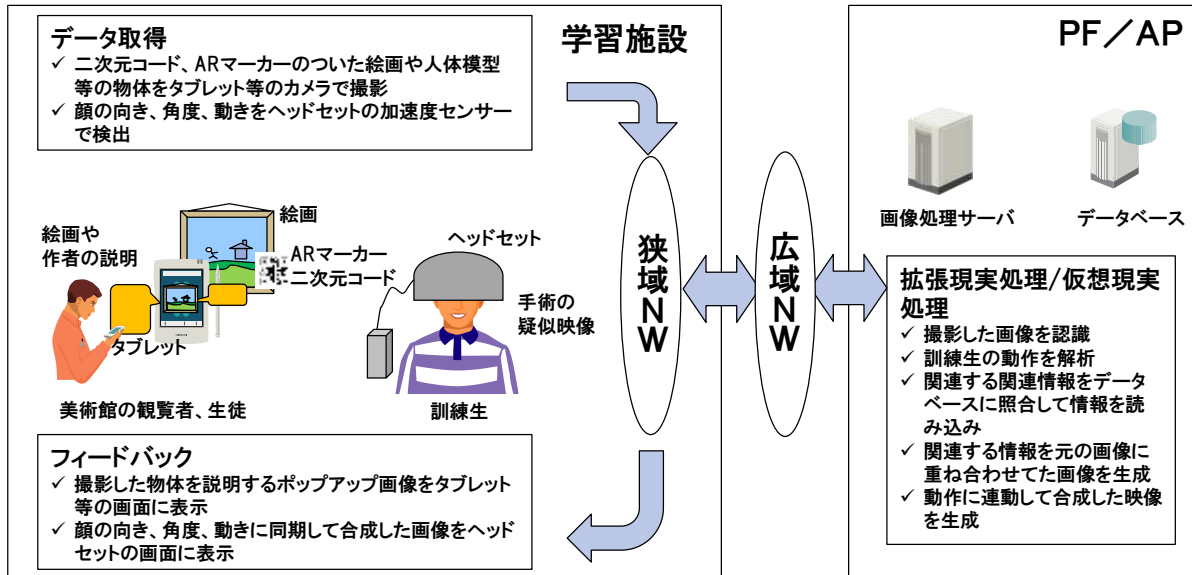 学習施設
データ取得
✓ 二次元コード、ARマーカーのついた絵画や人体模型
等の物体をタブレット等のカメラで撮影
✓ 顔の向き、角度、動きをヘッドセットの加速度センサー
で検出
絵画や
作者の説明
絵画
ARマーカー
二次元コード
タブレット
美術館の観覧者、生徒
ヘッドセット
手術の
疑似映像
訓練生
フィードバック
✓ 撮影した物体を説明するポップアップ画像をタブレット
等の画面に表示
✓ 顔の向き、角度、動きに同期して合成した画像をヘッド
セットの画面に表示
狭域NW
広域NW
PF/AP
画像処理サーバ
データベース
拡張現実処理/仮想現実
処理
✓ 撮影した画像を認識
✓ 訓練生の動作を解析
✓ 関連する関連情報をデータ
ベースに照合して情報を読
み込み
✓ 関連する情報を元の画像に
重ね合わせてた画像を生成
✓ 動作に連動して合成した映像
を生成